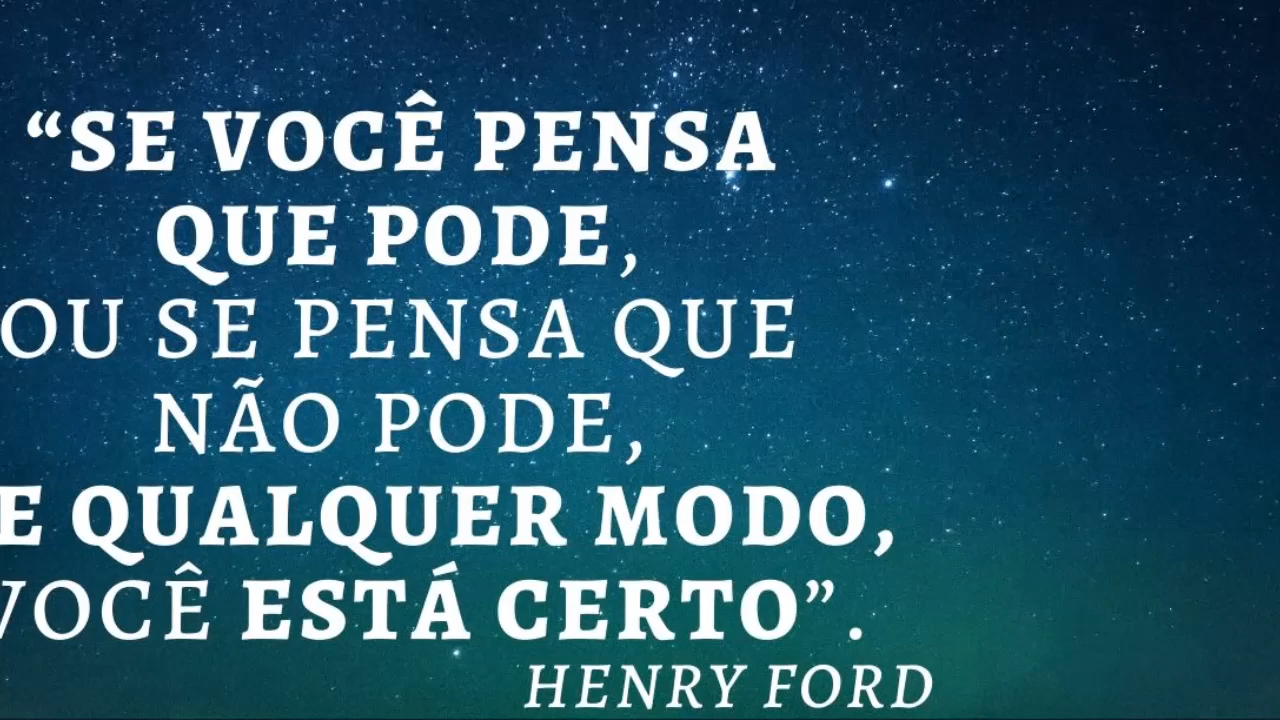 “SE VOCÊ PENSA
QUE PODE,
OU SE PENSA QUE
NÃO PODE,
E QUALQUER MODO,
VOCÊ ESTÁ CERTO” .
HENRY FORD